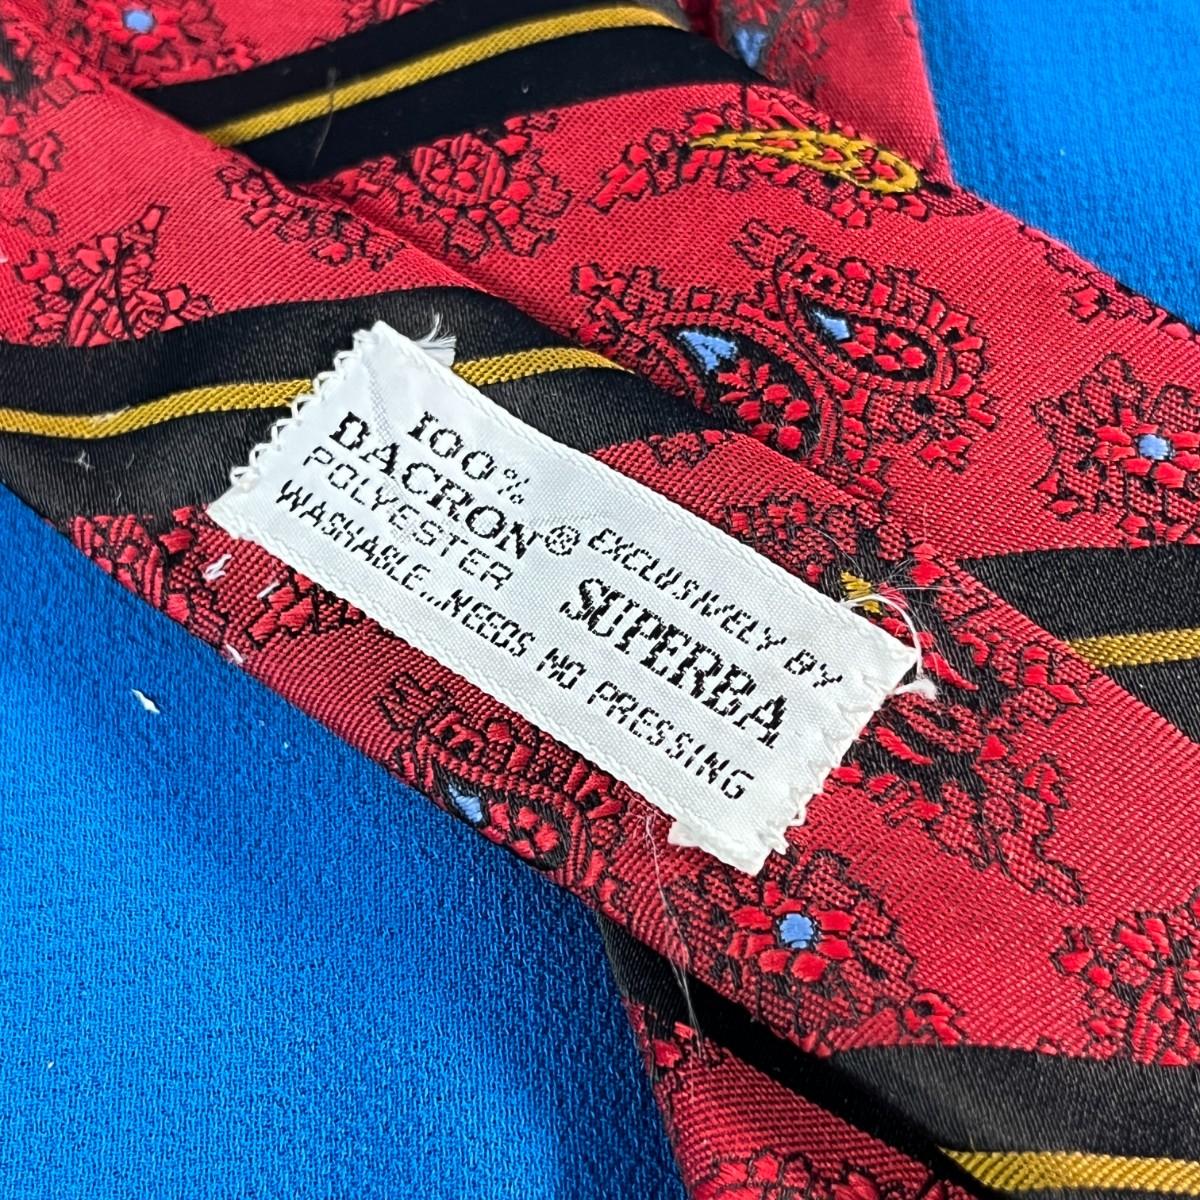 100%
DACRON® EXCLUSIVELY BY
POLYESTER SUPERBA
WASHABLE...NEEDS NO PRESSING